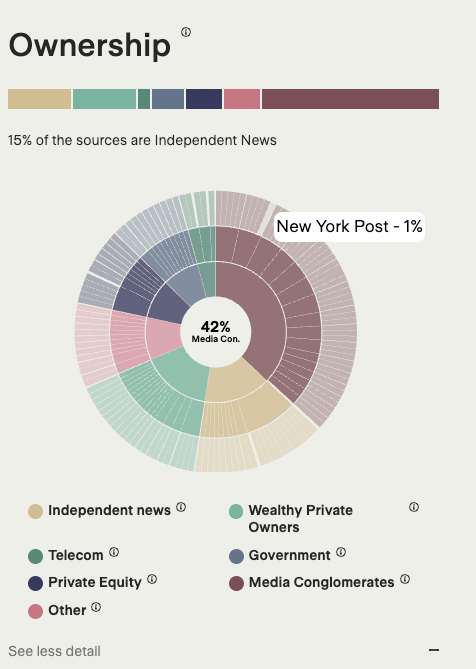 Ownership
15% of the sources are Independent News
New York Post - 1%
42%
Media Con.
Independent news
Wealthy Private
Owners
Telecom
Government
Private Equity
Media Conglomerates
Other
See less detail